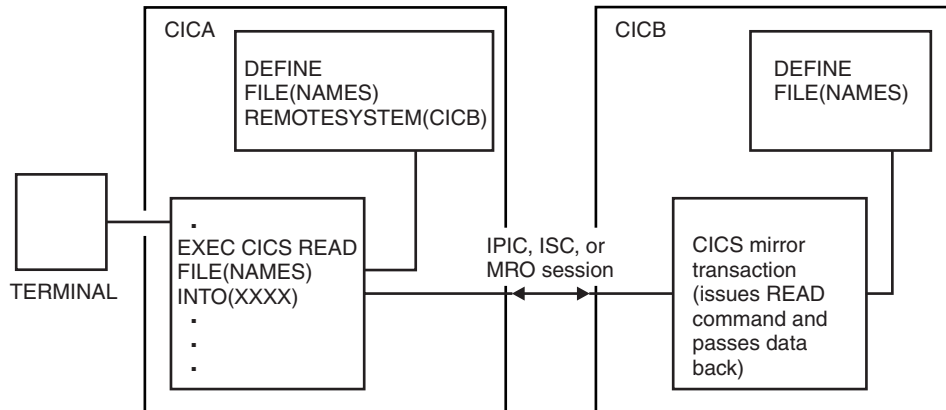 CICA
DEFINE
FILE(NAMES)
REMOTESYSTEM(CICB)
TERMINAL
.
EXEC CICS READ
FILE(NAMES)
INTO(XXXX)
.
.
.
IPIC, ISC, or
MRO session
CICB
DEFINE
FILE(NAMES)
CICS mirror
transaction
(issues READ
command and
passes data
back)